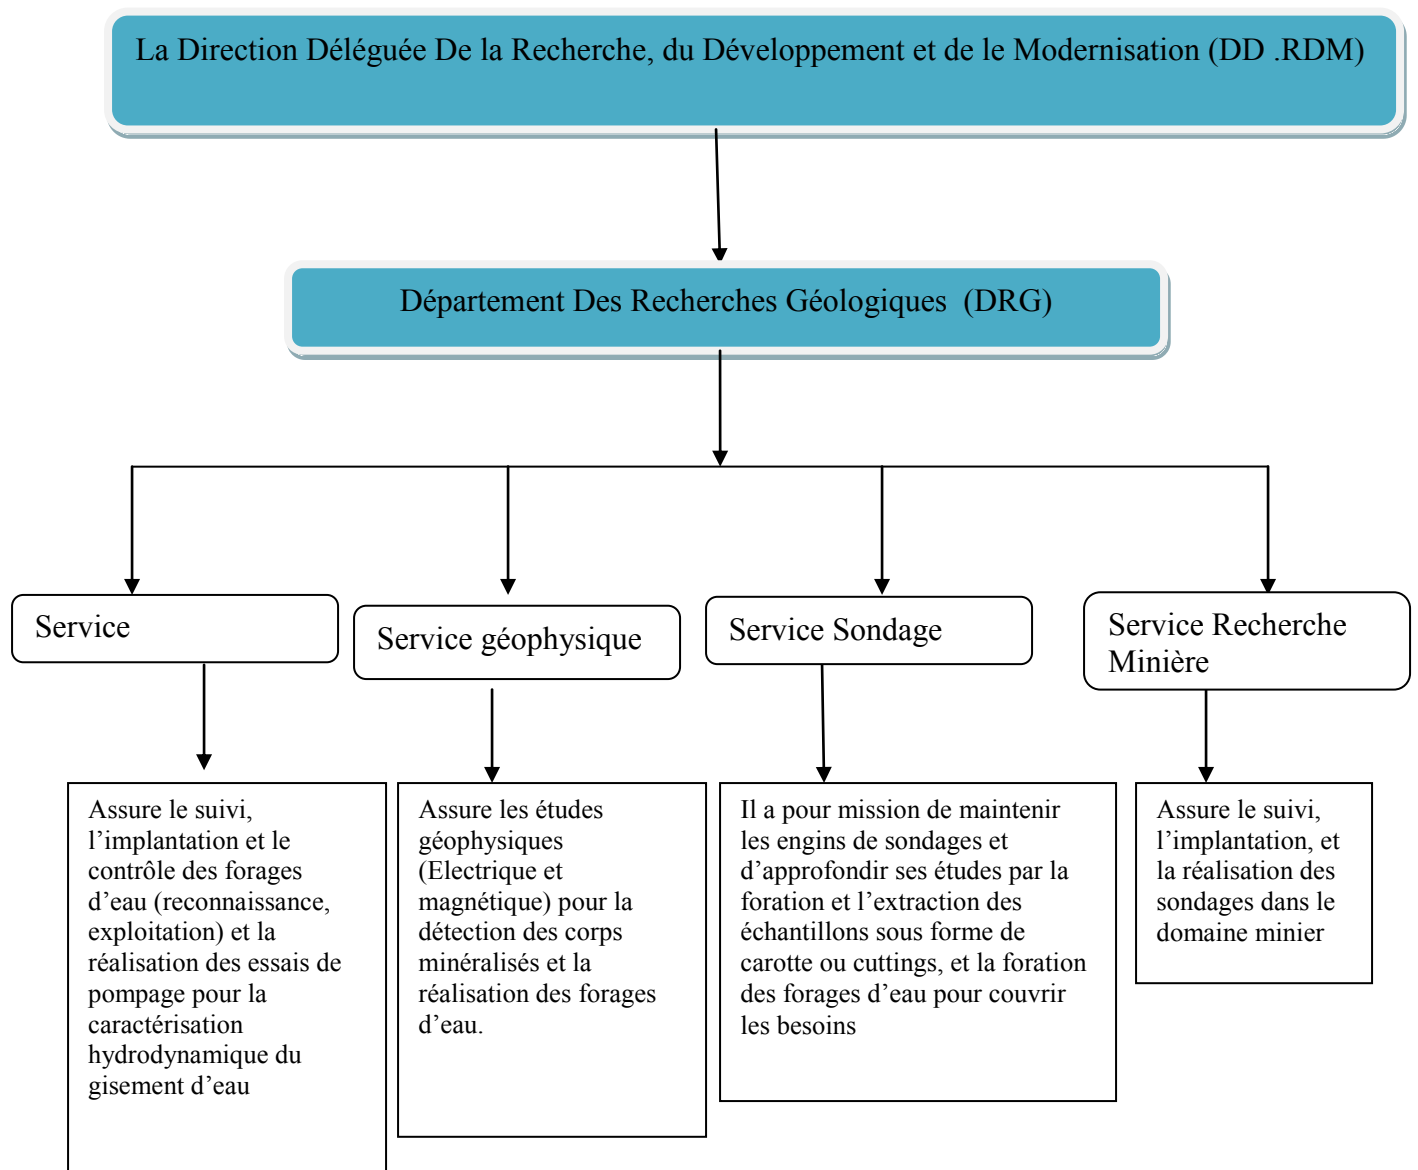 La Direction Déléguée De la Recherche, du Développement et de le Modernisation (DD .RDM)
Département Des Recherches Géologiques (DRG)
Service
Service géophysique
Service Sondage
Service Recherche
Minière
Assure le suivi,
l’implantation et le
contrôle des forages
d’eau (reconnaissance,
exploitation) et la
réalisation des essais de
pompage pour la
caractérisation
hydrodynamique du
gisement d’eau
Assure les études
géophysiques
(Electrique et
magnétique) pour la
détection des corps
minéralisés et la
réalisation des forages
d’eau.
Il a pour mission de maintenir
les engins de sondages et
d’approfondir ses études par la
foration et l’extraction des
échantillons sous forme de
carotte ou cuttings, et la foration
des forages d’eau pour couvrir
les besoins
Assure le suivi,
l’implantation, et
la réalisation des
sondages dans le
domaine minier